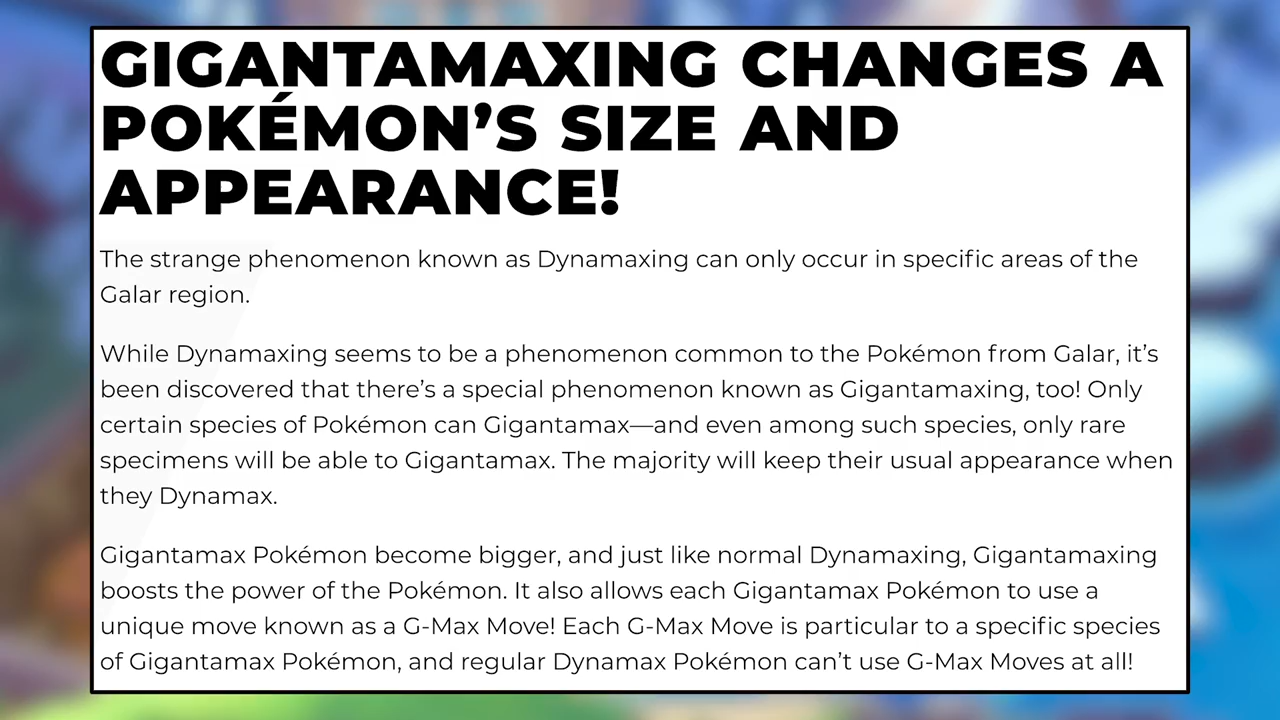 GIGANTAMAXING CHANGES A
POKÉMON’S SIZE AND
APPEARANCE!
The strange phenomenon known as Dynamaxing can only occur in specific areas of the
Galar region.
While Dynamaxing seems to be a phenomenon common to the Pokémon from Galar, it’s
been discovered that there’s a special phenomenon known as Gigantamaxing, too! Only
certain species of Pokémon can Gigantamax—and even among such species, only rare
specimens will be able to Gigantamax. The majority will keep their usual appearance when
they Dynamax.
Gigantamax Pokémon become bigger, and just like normal Dynamaxing, Gigantamaxing
boosts the power of the Pokémon. It also allows each Gigantamax Pokémon to use a
unique move known as a G-Max Move! Each G-Max Move is particular to a specific species
of Gigantamax Pokémon, and regular Dynamax Pokémon can’t use G-Max Moves at all!